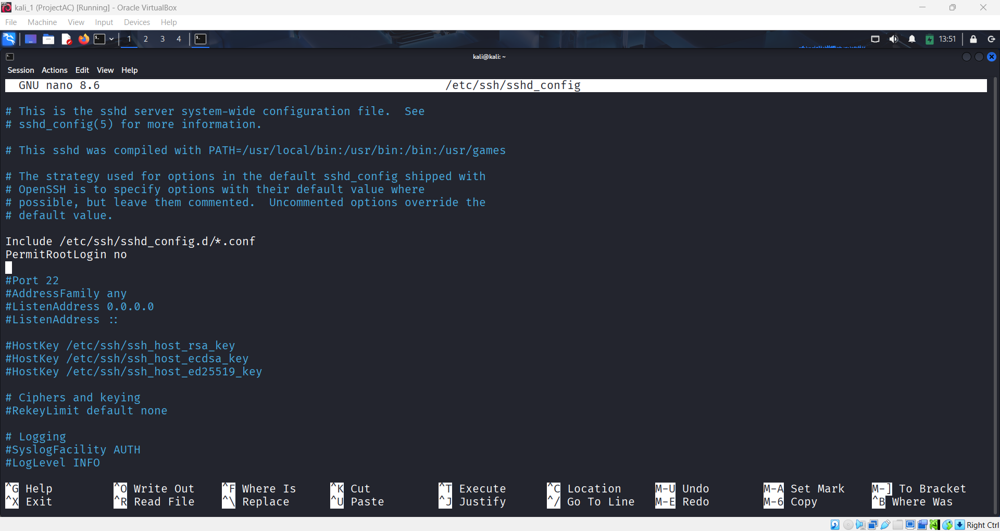 kali_1 (ProjectAC) [Running] - Oracle VirtualBox
File Machine View Input Devices Help
1 2 3 4 13:51
kali@kali: ~
Session Actions Edit View Help
GNU nano 8.6 /etc/ssh/sshd_config
# This is the sshd server system-wide configuration file.  See
# sshd_config(5) for more information.
# This sshd was compiled with PATH=/usr/local/bin:/usr/bin:/bin:/usr/games
# The strategy used for options in the default sshd_config shipped with
# OpenSSH is to specify options with their default value where
# possible, but leave them commented.  Uncommented options override the
# default value.
Include /etc/ssh/sshd_config.d/*.conf
PermitRootLogin no
#Port 22
#AddressFamily any
#ListenAddress 0.0.0.0
#ListenAddress ::
#HostKey /etc/ssh/ssh_host_rsa_key
#HostKey /etc/ssh/ssh_host_ecdsa_key
#HostKey /etc/ssh/ssh_host_ed25519_key
# Ciphers and keying
#RekeyLimit default none
# Logging
#SyslogFacility AUTH
#LogLevel INFO
^G Help ^O Write Out ^F Where Is ^K Cut ^T Execute ^C Location M-U Undo M-A Set Mark M-] To Bracket
^X Exit ^R Read File ^\ Replace ^U Paste ^J Justify ^/ Go To Line M-E Redo M-6 Copy ^B Where Was
Right Ctrl